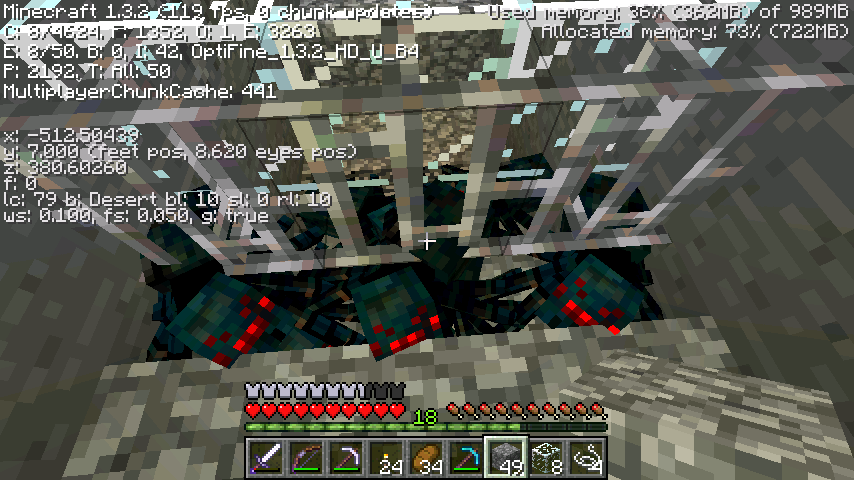 Minecraft 1.3.2 (119 fps, 0 chunk updates)
Used memory: 36% (362MB) of 989MB
C: 8/4624, F: 1352, O: 1, E: 3263
Allocated memory: 73% (722MB)
E: 8/50, B: 0, I: 42, OptiFine_1.3.2_HD_U_B4
P: 2192, T: All: 50
MultiplayerChunkCache: 441
x: -512.50439
y: 7.000 (feet pos, 8.620 eyes pos)
z: 380.60260
f: 0
lc: 79 b: Desert bl: 10 sl: 0 rl: 10
ws: 0.100, fs: 0.050, g: true
18
24 34 49 8 4